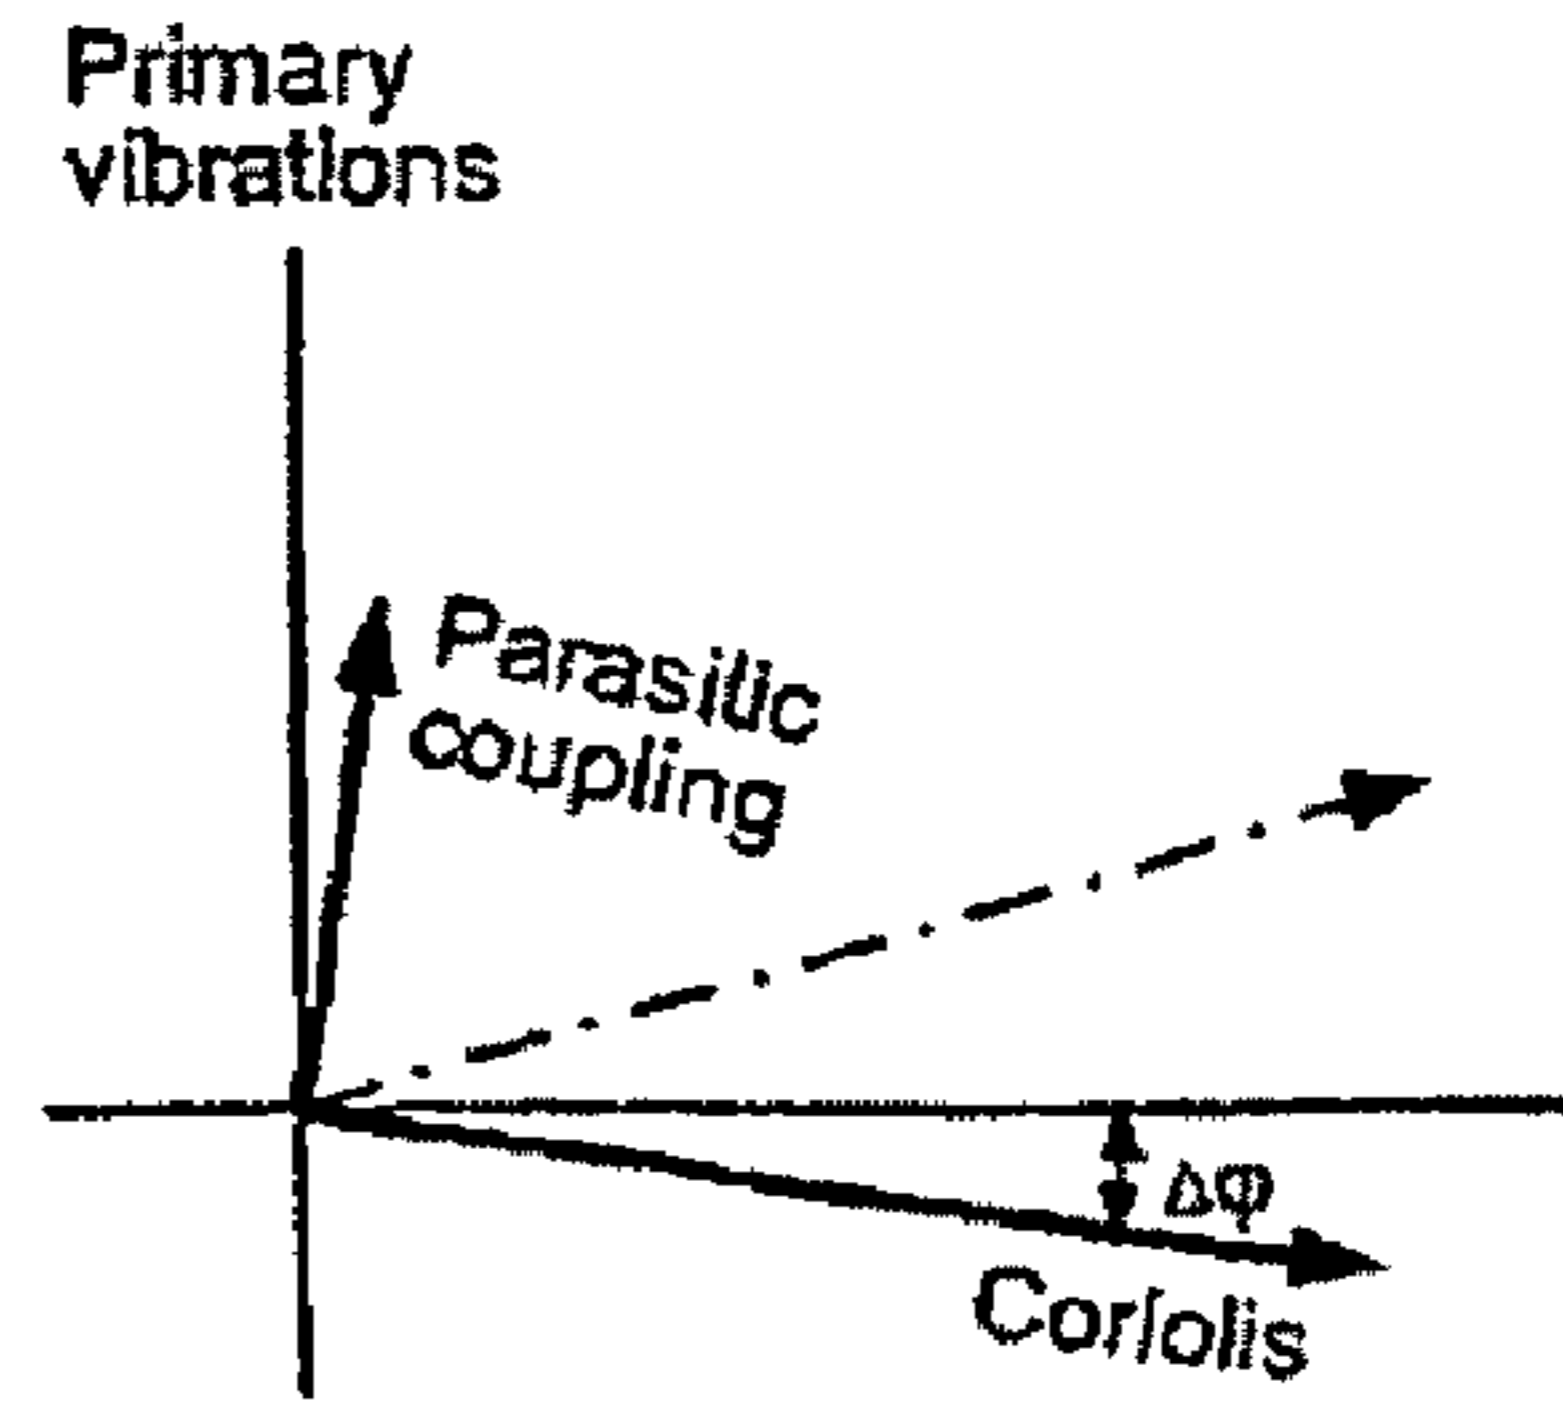 Primary
vibrations
Parasitic
coupling
Δφ
Coriolis